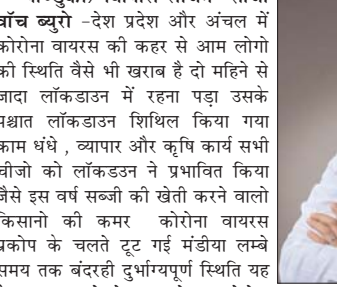 वॉच ब्युरो -देश प्रदेश और अंचल में
कोरोना वायरस की कहर से आम लोगो
की स्थिति वैसे भी खराब है दो महिने से
जादा लॉकडाउन में रहना पड़ा उसके
पश्चात लॉकडाउन शिथिल किया गया
काम धंधे , व्यापार और कृषि कार्य सभी
चीजो को लॉकडउन ने प्रभावित किया
जैसे इस वर्ष सब्जी की खेती करने वालो
किसानो की कमर कोरोना वायरस
प्रकोप के चलते टूट गई मंडीया लम्बे
समय तक बंदरही दुर्भाग्यपूर्ण स्थिति यह